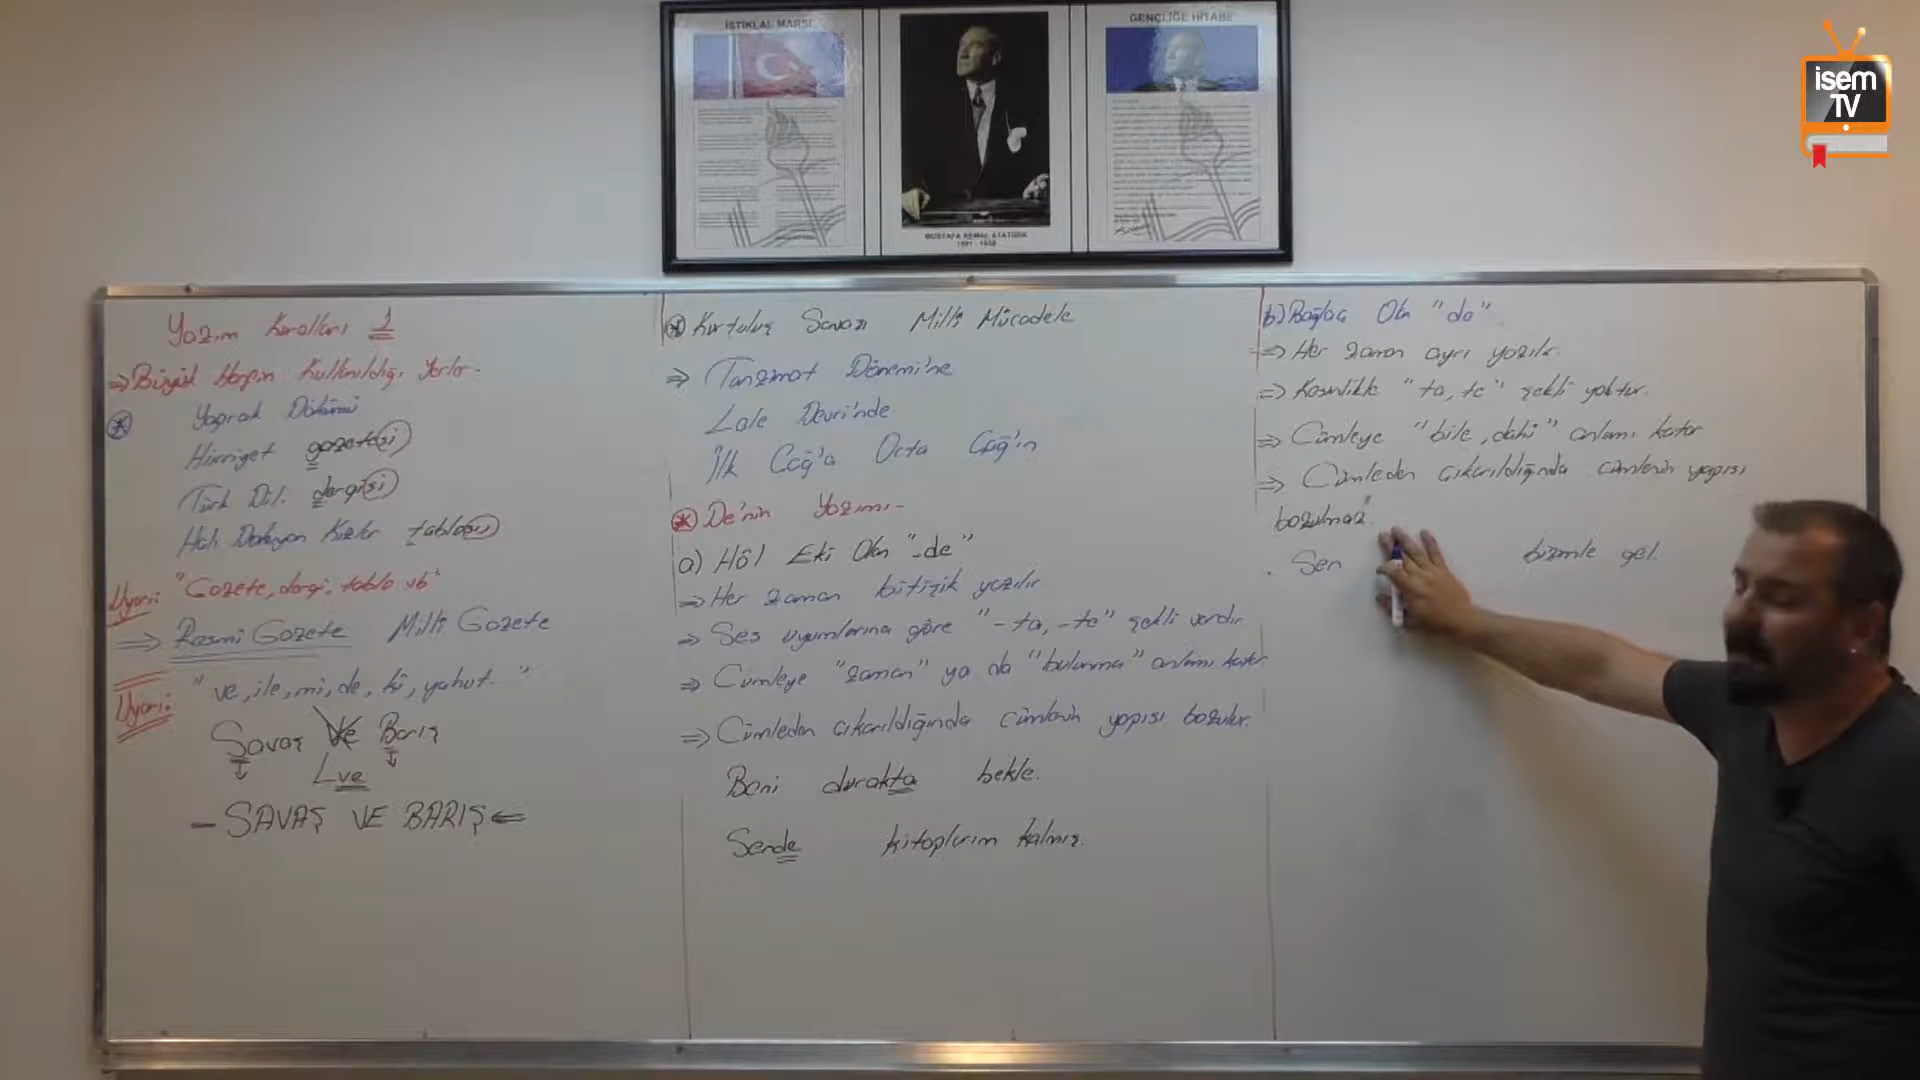 İSTİKLAL MARŞI
GENÇLİĞE HİTABE
MUSTAFA KEMAL ATATÜRK
1881 - 1938
isem
TV
Yazım Kuralları 1
⇒ Büyük Harfin Kullanıldığı Yerler
Yaprak Dökümü
Hürriyet gazetesi
Türk Dili dergisi
Halı Dokuyan Kızlar tablosu
Uyarı: "Gazete, dergi, tablo vb"
⇒ Resmi Gazete Milli Gazete
Uyarı: "ve, ile, mi, de, ki, yahut.."
Savaş Ve Barış
ve
- SAVAŞ VE BARIŞ ⇐
Kurtuluş Savaşı Milli Mücadele
⇒ Tanzimat Dönemi'ne
Lale Devri'nde
İlk Çağ'a Orta Çağ'ın
De'nin Yazımı-
a) Hâl Eki Olan "-de"
⇒ Her zaman bitişik yazılır
⇒ Ses uyumlarına göre "-ta, -te" şekli vardır.
⇒ Cümleye "zaman" ya da "bulunma" anlamı katar
⇒ Cümleden çıkarıldığında cümlenin yapısı bozulur.
Beni durakta bekle.
Sende kitaplarım kalmış.
b) Bağlaç Olan "da"
⇒ Her zaman ayrı yazılır.
⇒ Kesinlikle "ta, te" şekli yoktur.
⇒ Cümleye "bile, dahi" anlamı katar
⇒ Cümleden çıkarıldığında cümlenin yapısı
bozulmaz.
Sen bizimle gel.